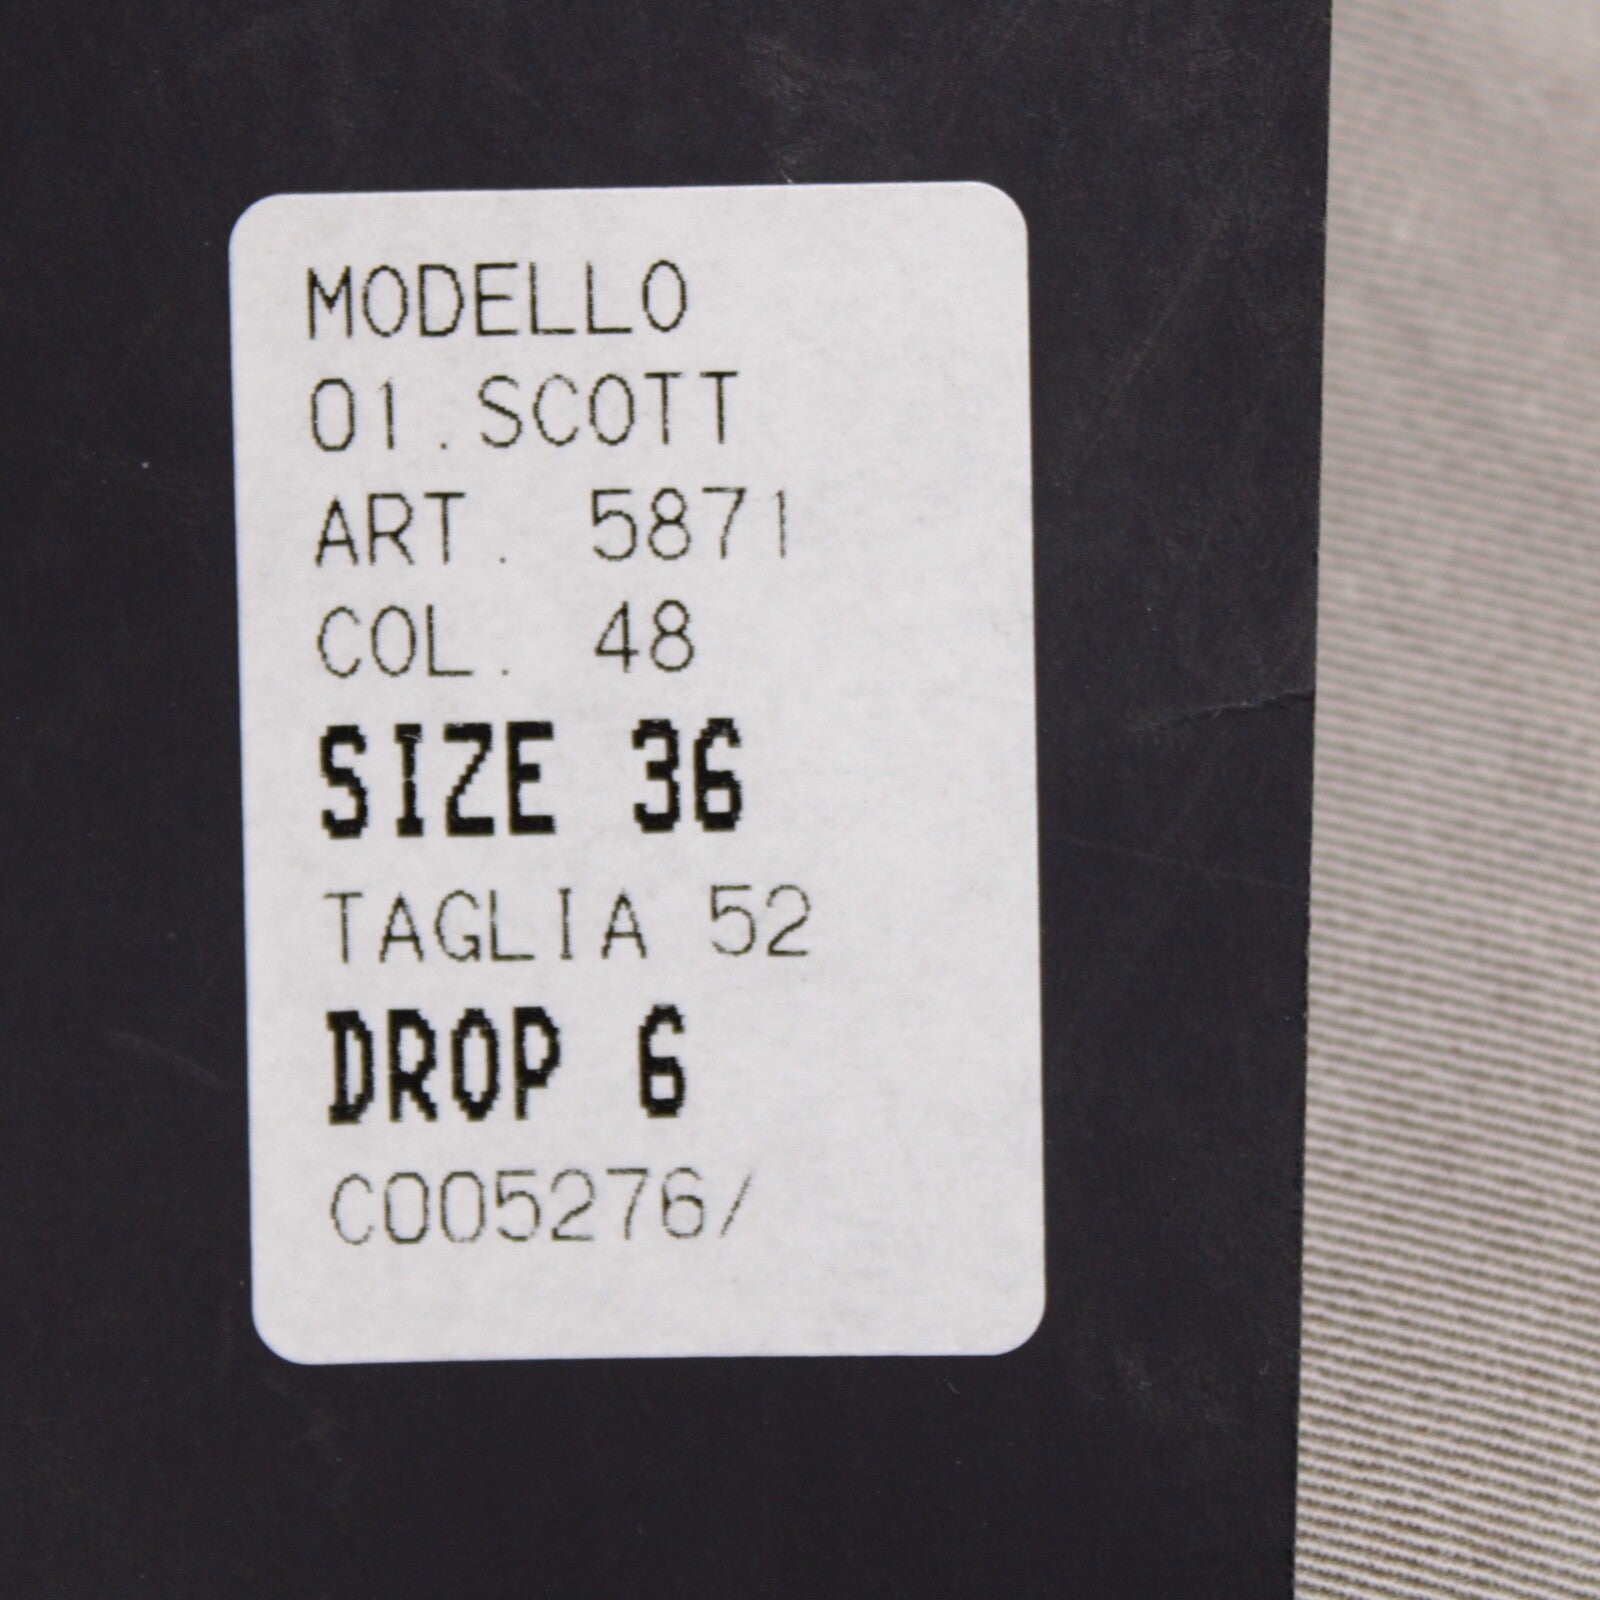 MODELLO
01.SCOTT
ART. 5871
COL. 48
SIZE 36
TAGLIA 52
DROP 6
C005276/